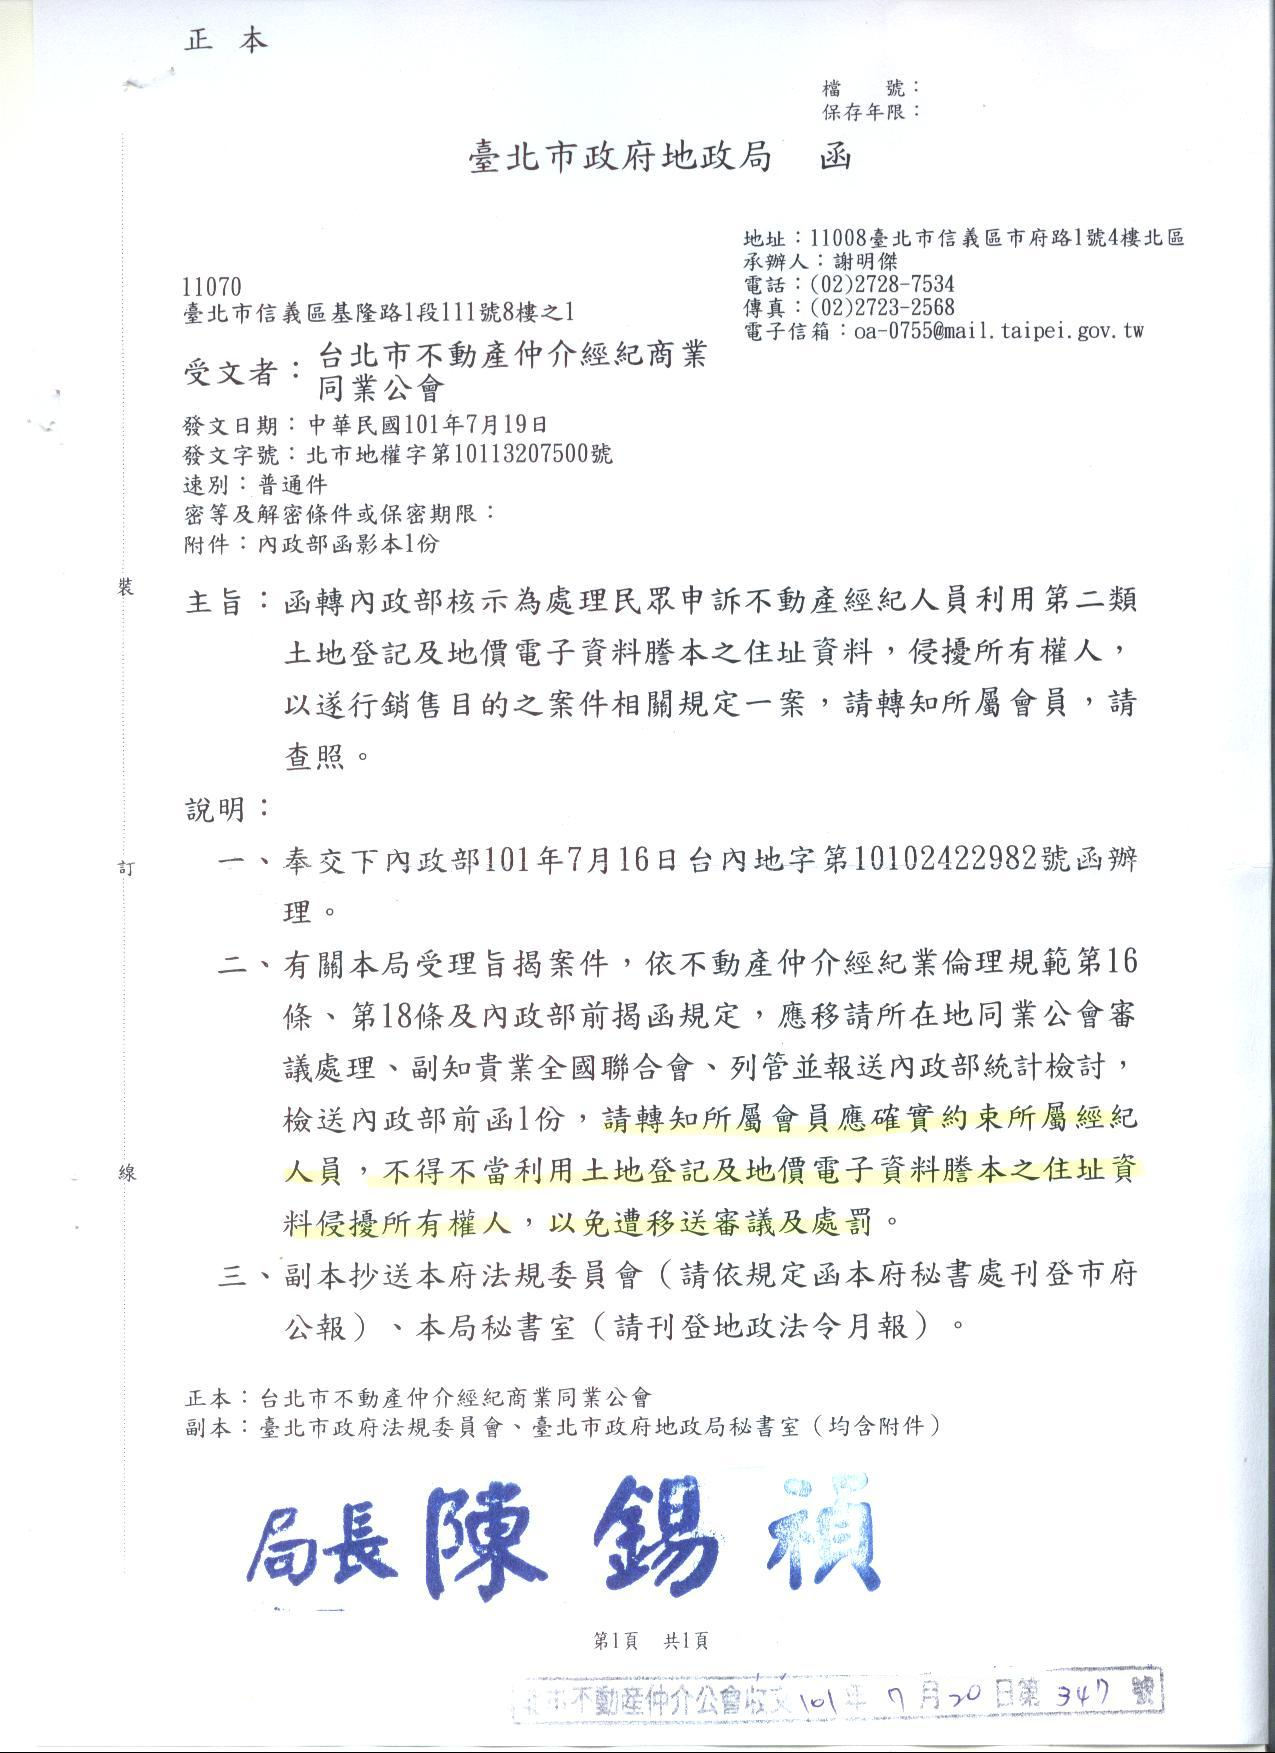 正 本
檔 號：
保存年限：
臺北市政府地政局 函
地址：11008臺北市信義區市府路1號4樓北區
承辦人：謝明傑
電話：(02)2728-7534
傳真：(02)2723-2568
電子信箱：oa-0755@mail.taipei.gov.tw
11070
臺北市信義區基隆路1段111號8樓之1
受文者：台北市不動產仲介經紀商業
同業公會
發文日期：中華民國101年7月19日
發文字號：北市地權字第10113207500號
速別：普通件
密等及解密條件或保密期限：
附件：內政部函影本1份
主旨：函轉內政部核示為處理民眾申訴不動產經紀人員利用第二類
土地登記及地價電子資料謄本之住址資料，侵擾所有權人，
以遂行銷售目的之案件相關規定一案，請轉知所屬會員，請
查照。
說明：
一、奉交下內政部101年7月16日台內地字第10102422982號函辦
理。
二、有關本局受理旨揭案件，依不動產仲介經紀業倫理規範第16
條、第18條及內政部前揭函規定，應移請所在地同業公會審
議處理、副知貴業全國聯合會、列管並報送內政部統計檢討，
檢送內政部前函1份，請轉知所屬會員應確實約束所屬經紀
人員，不得不當利用土地登記及地價電子資料謄本之住址資
料侵擾所有權人，以免遭移送審議及處罰。
三、副本抄送本府法規委員會（請依規定函本府秘書處刊登市府
公報）、本局秘書室（請刊登地政法令月報）。
裝
訂
線
正本：台北市不動產仲介經紀商業同業公會
副本：臺北市政府法規委員會、臺北市政府地政局秘書室（均含附件）
局長 陳錫禎
第1頁 共1頁
北市不動產仲介公會收文101年7月20日第347號